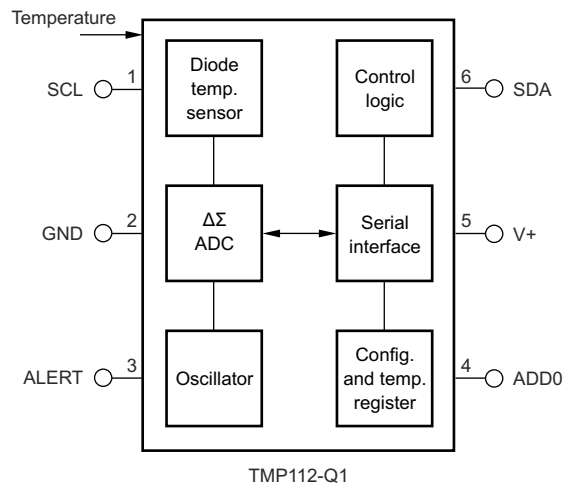 Temperature
1
SCL
Diode
temp.
sensor
Control
logic
6
SDA
2
GND
ΔΣ
ADC
Serial
interface
5
V+
3
ALERT
Oscillator
Config.
and temp.
register
4
ADD0
TMP112-Q1